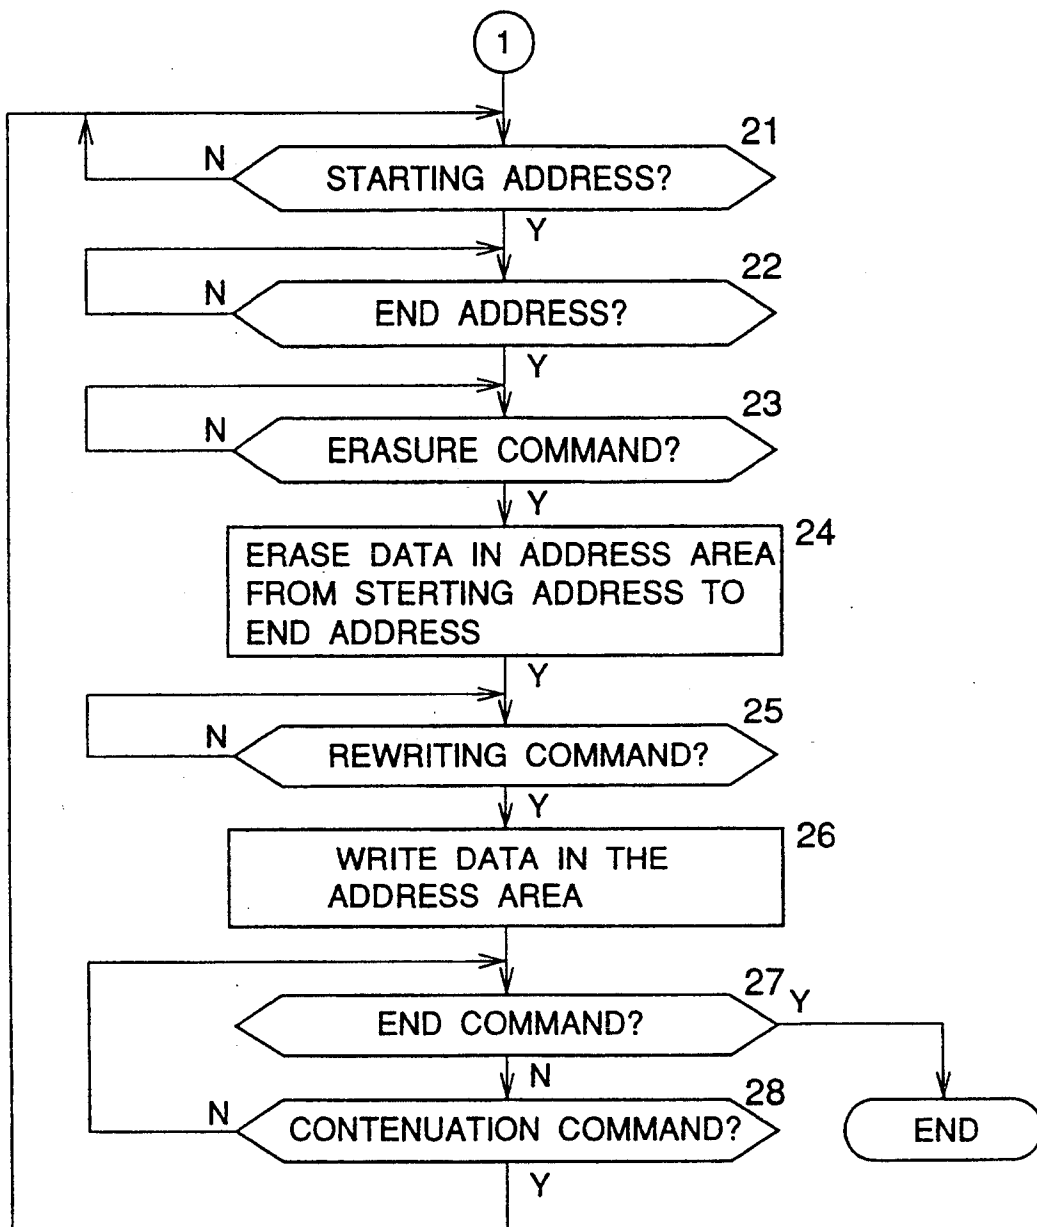 1
21
N
STARTING ADDRESS?
Y
22
N
END ADDRESS?
Y
23
N
ERASURE COMMAND?
Y
24
ERASE DATA IN ADDRESS AREA
FROM STERTING ADDRESS TO
END ADDRESS
Y
25
N
REWRITING COMMAND?
Y
26
WRITE DATA IN THE
ADDRESS AREA
27
Y
END COMMAND?
N
28
N
CONTENUATION COMMAND?
END
Y